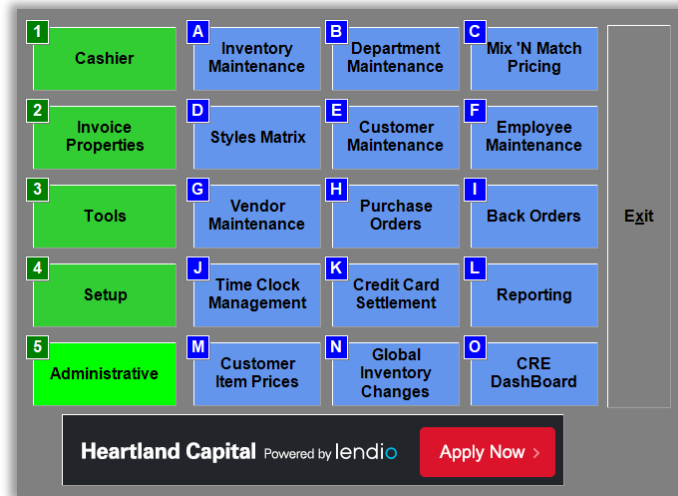 1
Cashier
A
Inventory
Maintenance
B
Department
Maintenance
C
Mix 'N Match
Pricing
2
Invoice
Properties
D
Styles Matrix
E
Customer
Maintenance
F
Employee
Maintenance
3
Tools
G
Vendor
Maintenance
H
Purchase
Orders
I
Back Orders
Exit
4
Setup
J
Time Clock
Management
K
Credit Card
Settlement
L
Reporting
5
Administrative
M
Customer
Item Prices
N
Global
Inventory
Changes
O
CRE
DashBoard
Heartland Capital Powered by lendio
Apply Now >